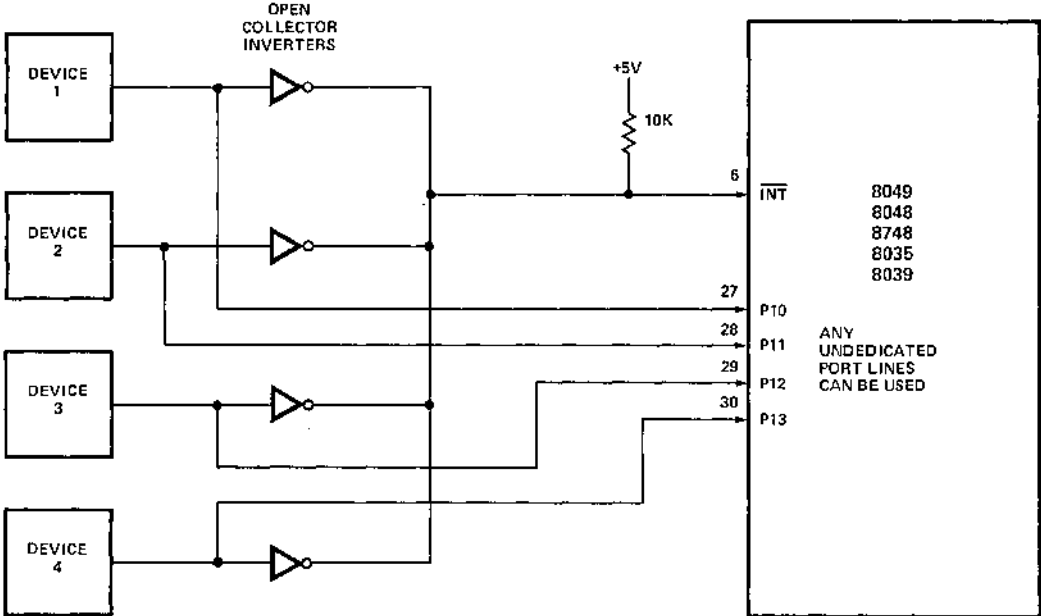 OPEN
COLLECTOR
INVERTERS
DEVICE
1
DEVICE
2
DEVICE
3
DEVICE
4
+5V
10K
6
INT
27
P10
28
P11
29
P12
30
P13
8049
8048
8748
8035
8039
ANY
UNDEDICATED
PORT LINES
CAN BE USED